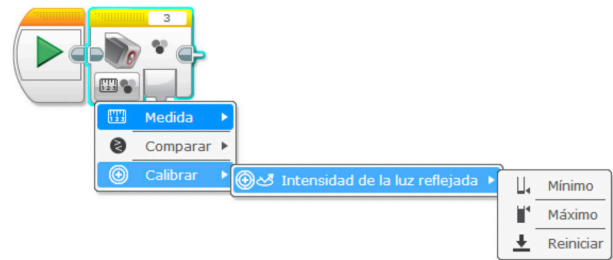 3
Medida
Comparar
Calibrar
Intensidad de la luz reflejada
Mínimo
Máximo
Reiniciar